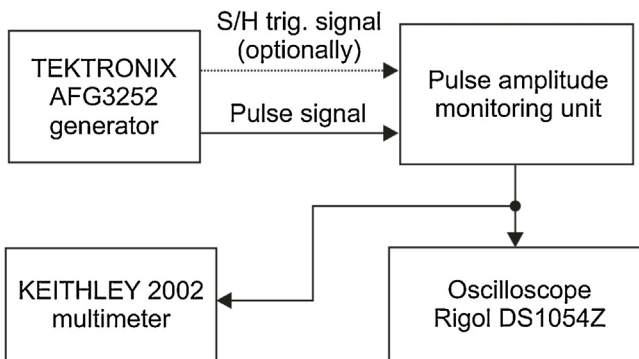 S/H trig. signal
(optionally)
TEKTRONIX
AFG3252
generator
Pulse signal
Pulse amplitude
monitoring unit
KEITHLEY 2002
multimeter
Oscilloscope
Rigol DS1054Z